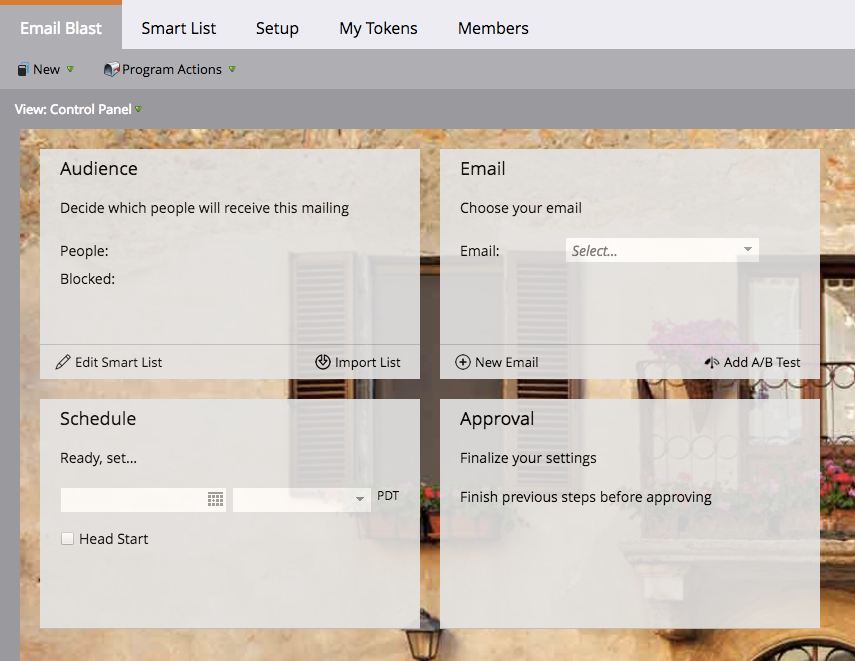 Email Blast Smart List Setup My Tokens Members
New Program Actions
View: Control Panel
Audience
Decide which people will receive this mailing
People:
Blocked:
Edit Smart List Import List
Email
Choose your email
Email: Select...
New Email Add A/B Test
Schedule
Ready, set...
PDT
Head Start
Approval
Finalize your settings
Finish previous steps before approving